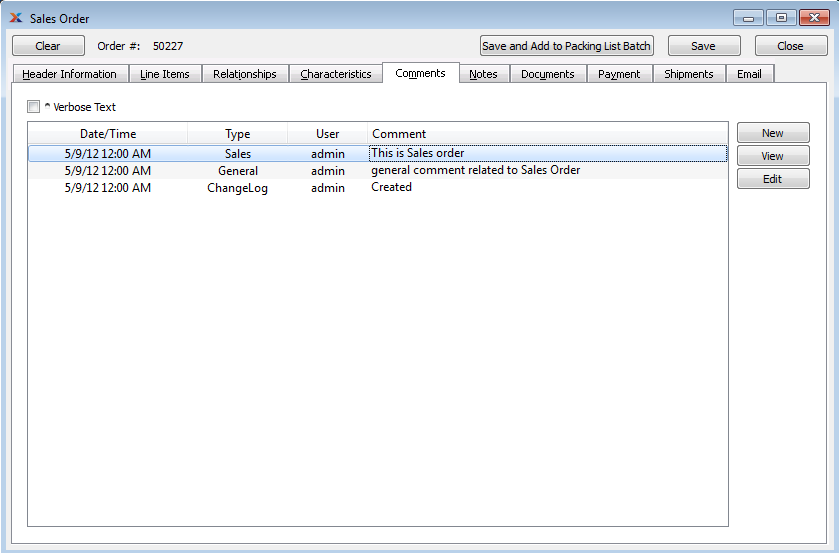 Sales Order
Clear Order #: 50227 Save and Add to Packing List Batch Save Close
Header Information Line Items Relationships Characteristics Comments Notes Documents Payment Shipments Email
^ Verbose Text
Date/Time Type User Comment
5/9/12 12:00 AM Sales admin This is Sales order
5/9/12 12:00 AM General admin general comment related to Sales Order
5/9/12 12:00 AM ChangeLog admin Created
New
View
Edit